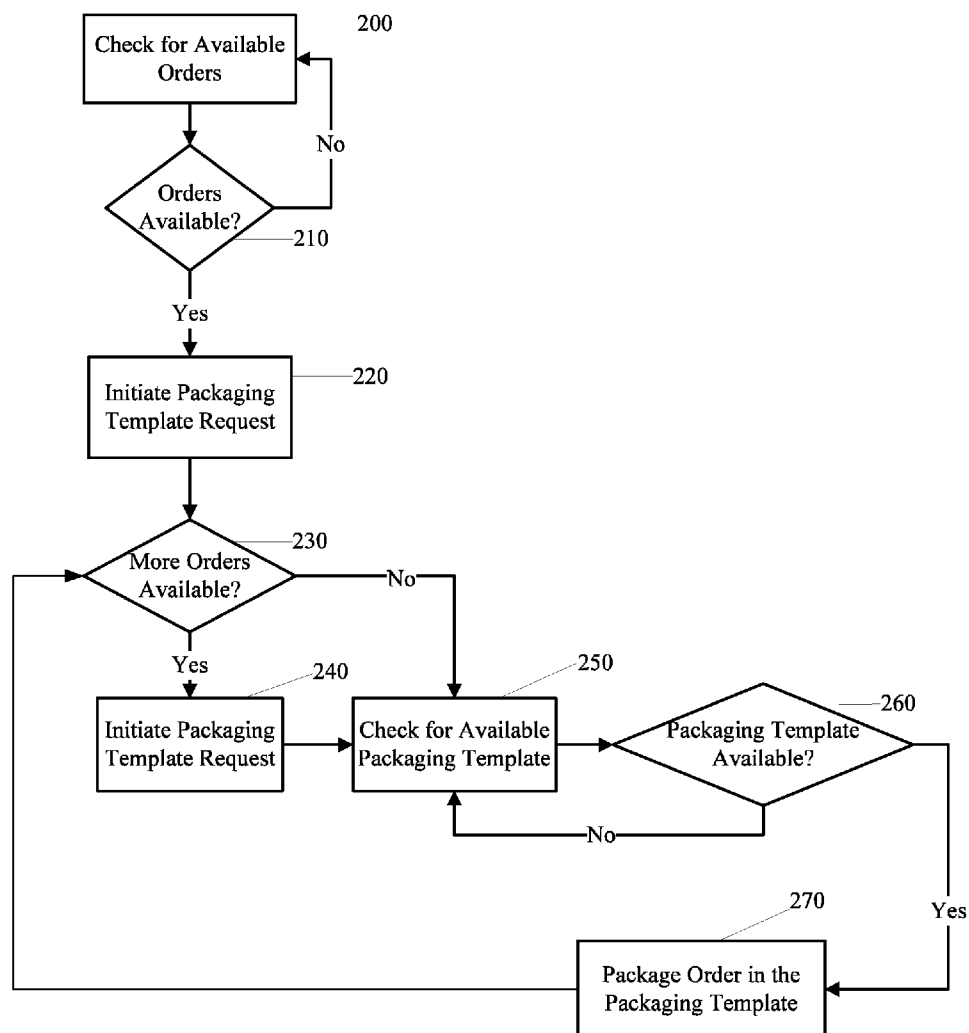 200
Check for Available
Orders
No
Orders
Available?
210
Yes
220
Initiate Packaging
Template Request
230
More Orders
Available?
No
Yes
240
Initiate Packaging
Template Request
250
Check for Available
Packaging Template
260
Packaging Template
Available?
No
Yes
270
Package Order in the
Packaging Template